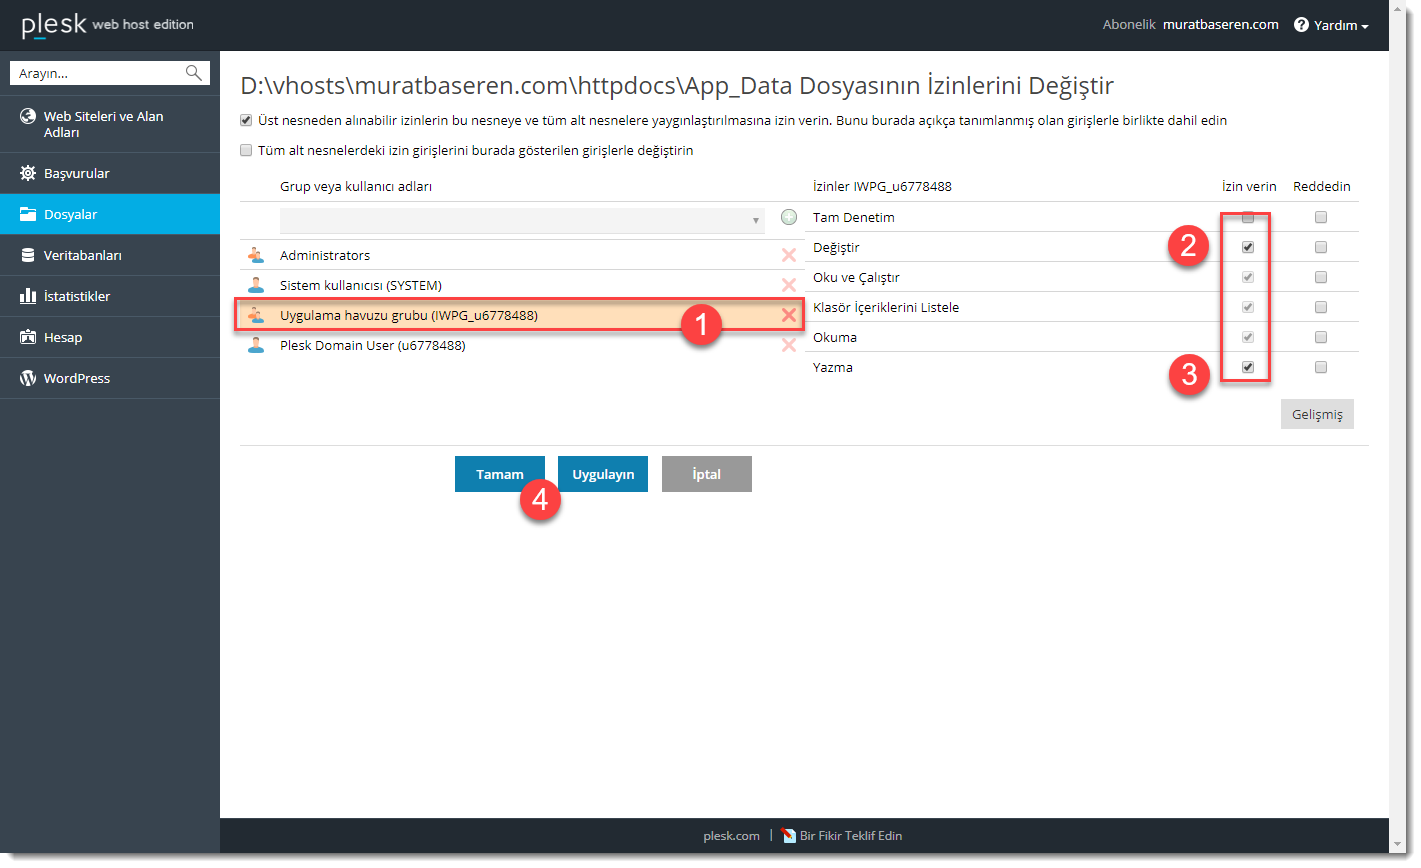 plesk web host edition
Abonelik muratbaseren.com Yardım
Arayın...
Web Siteleri ve Alan
Adları
Başvurular
Dosyalar
Veritabanları
İstatistikler
Hesap
WordPress
D:\vhosts\muratbaseren.com\httpdocs\App_Data Dosyasının İzinlerini Değiştir
Üst nesneden alınabilir izinlerin bu nesneye ve tüm alt nesnelere yaygınlaştırılmasına izin verin. Bunu burada açıkça tanımlanmış olan girişlerle birlikte dahil edin
Tüm alt nesnelerdeki izin girişlerini burada gösterilen girişlerle değiştirin
Grup veya kullanıcı adları
Administrators
Sistem kullanıcısı (SYSTEM)
Uygulama havuzu grubu (IWPG_u6778488)
1
Plesk Domain User (u6778488)
İzinler IWPG_u6778488 İzin verin Reddedin
Tam Denetim
Değiştir
2
Oku ve Çalıştır
Klasör İçeriklerini Listele
Okuma
Yazma
3
Gelişmiş
Tamam Uygulayın İptal
4
plesk.com | Bir Fikir Teklif Edin